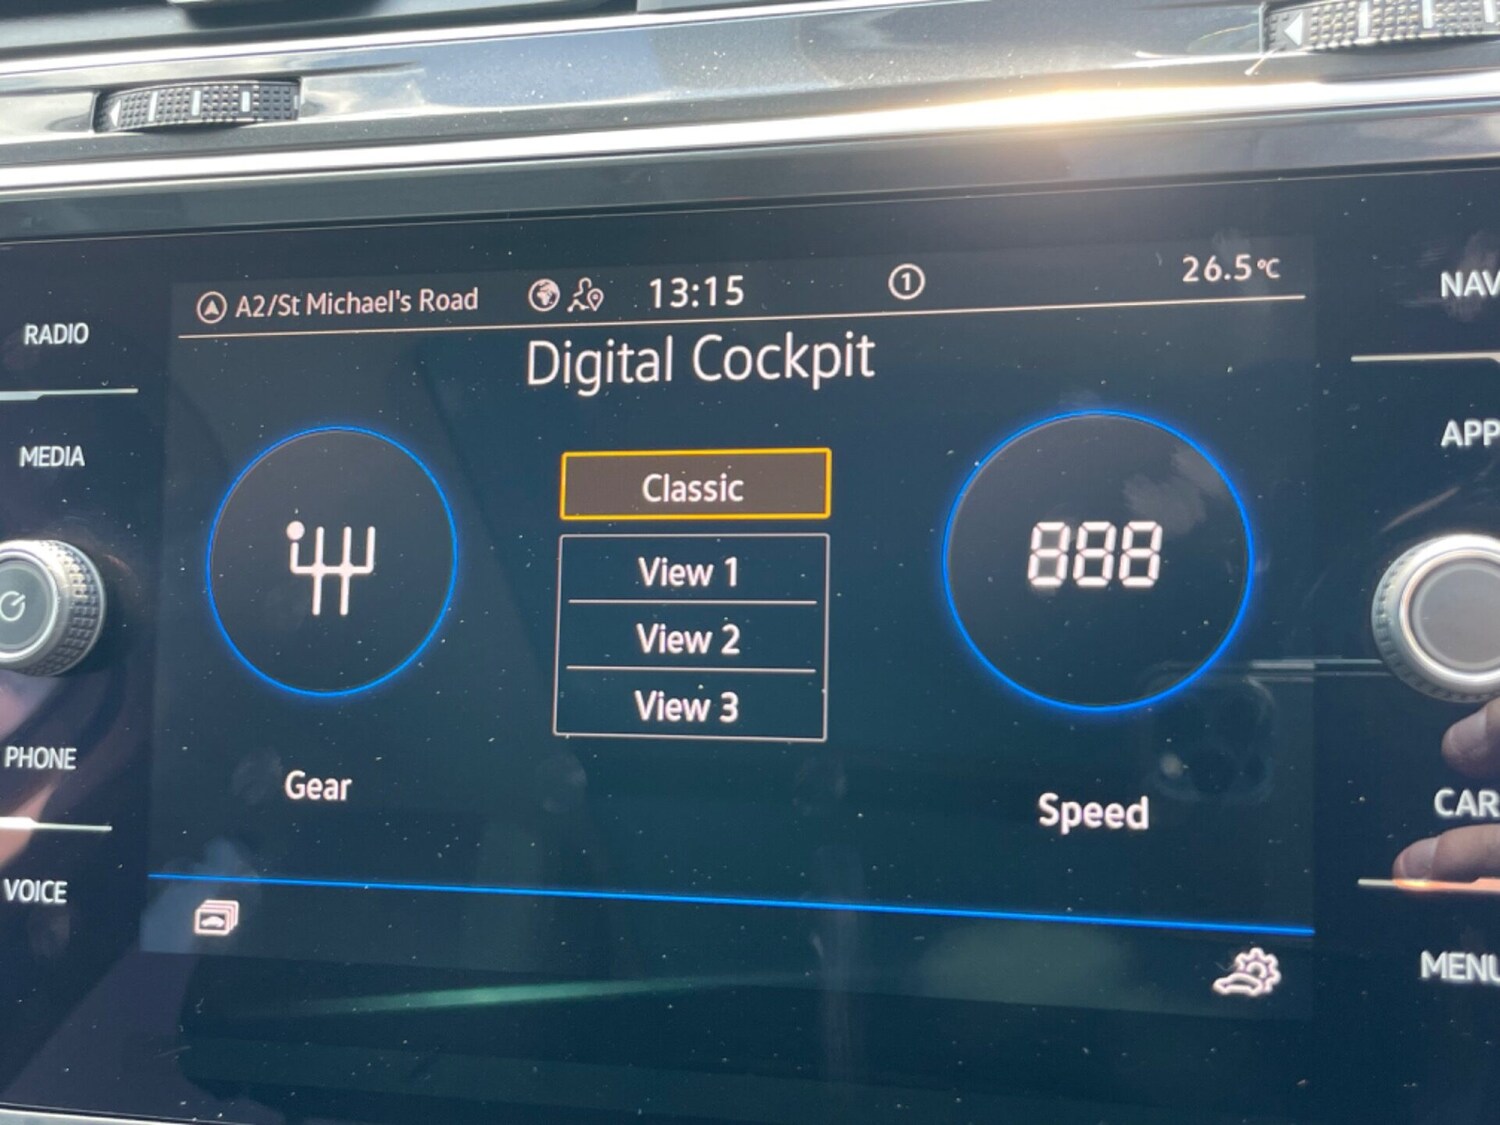 A2/St Michael's Road 13:15 1 26.5°C
Digital Cockpit
RADIO
MEDIA
PHONE
VOICE
Classic
View 1
View 2
View 3
888
Gear
Speed
NAV
APP
CAR
MENU